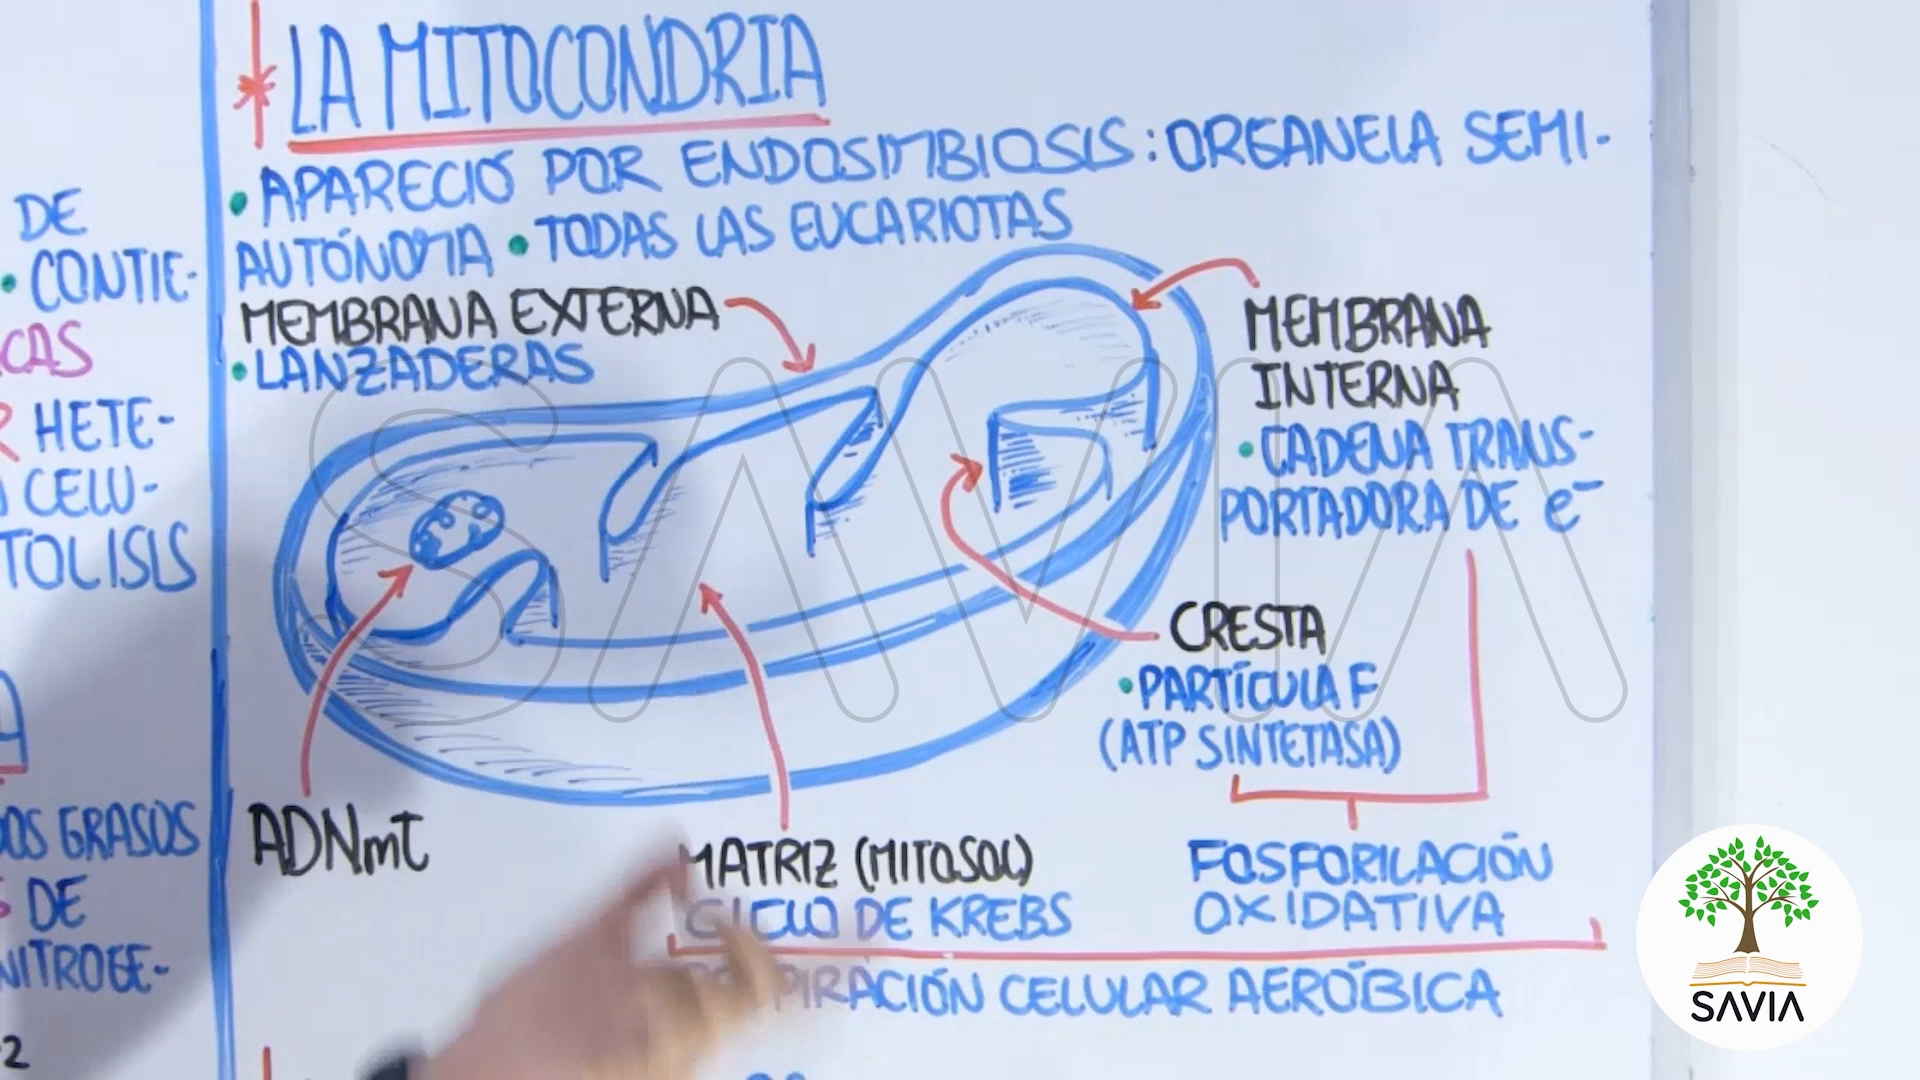 LA MITOCONDRIA
• APARECIÓ POR ENDOSIMBIOSIS: ORGANELA SEMI-
AUTÓNOMA • TODAS LAS EUCARIOTAS
MEMBRANA EXTERNA
• LANZADERAS
MEMBRANA
INTERNA
• CADENA TRANS-
PORTADORA DE e⁻
CRESTA
• PARTÍCULA F
(ATP SINTETASA)
ADNmt
MATRIZ (MITOSOL)
CICLO DE KREBS
FOSFORILACIÓN
OXIDATIVA
CELULAR AERÓBICA
DE
• CONTIE-
CAS
R HETE-
CELU-
TOLISIS
DOS GRASOS
DE
NITROGE-
2
SAVIA
SAVIA